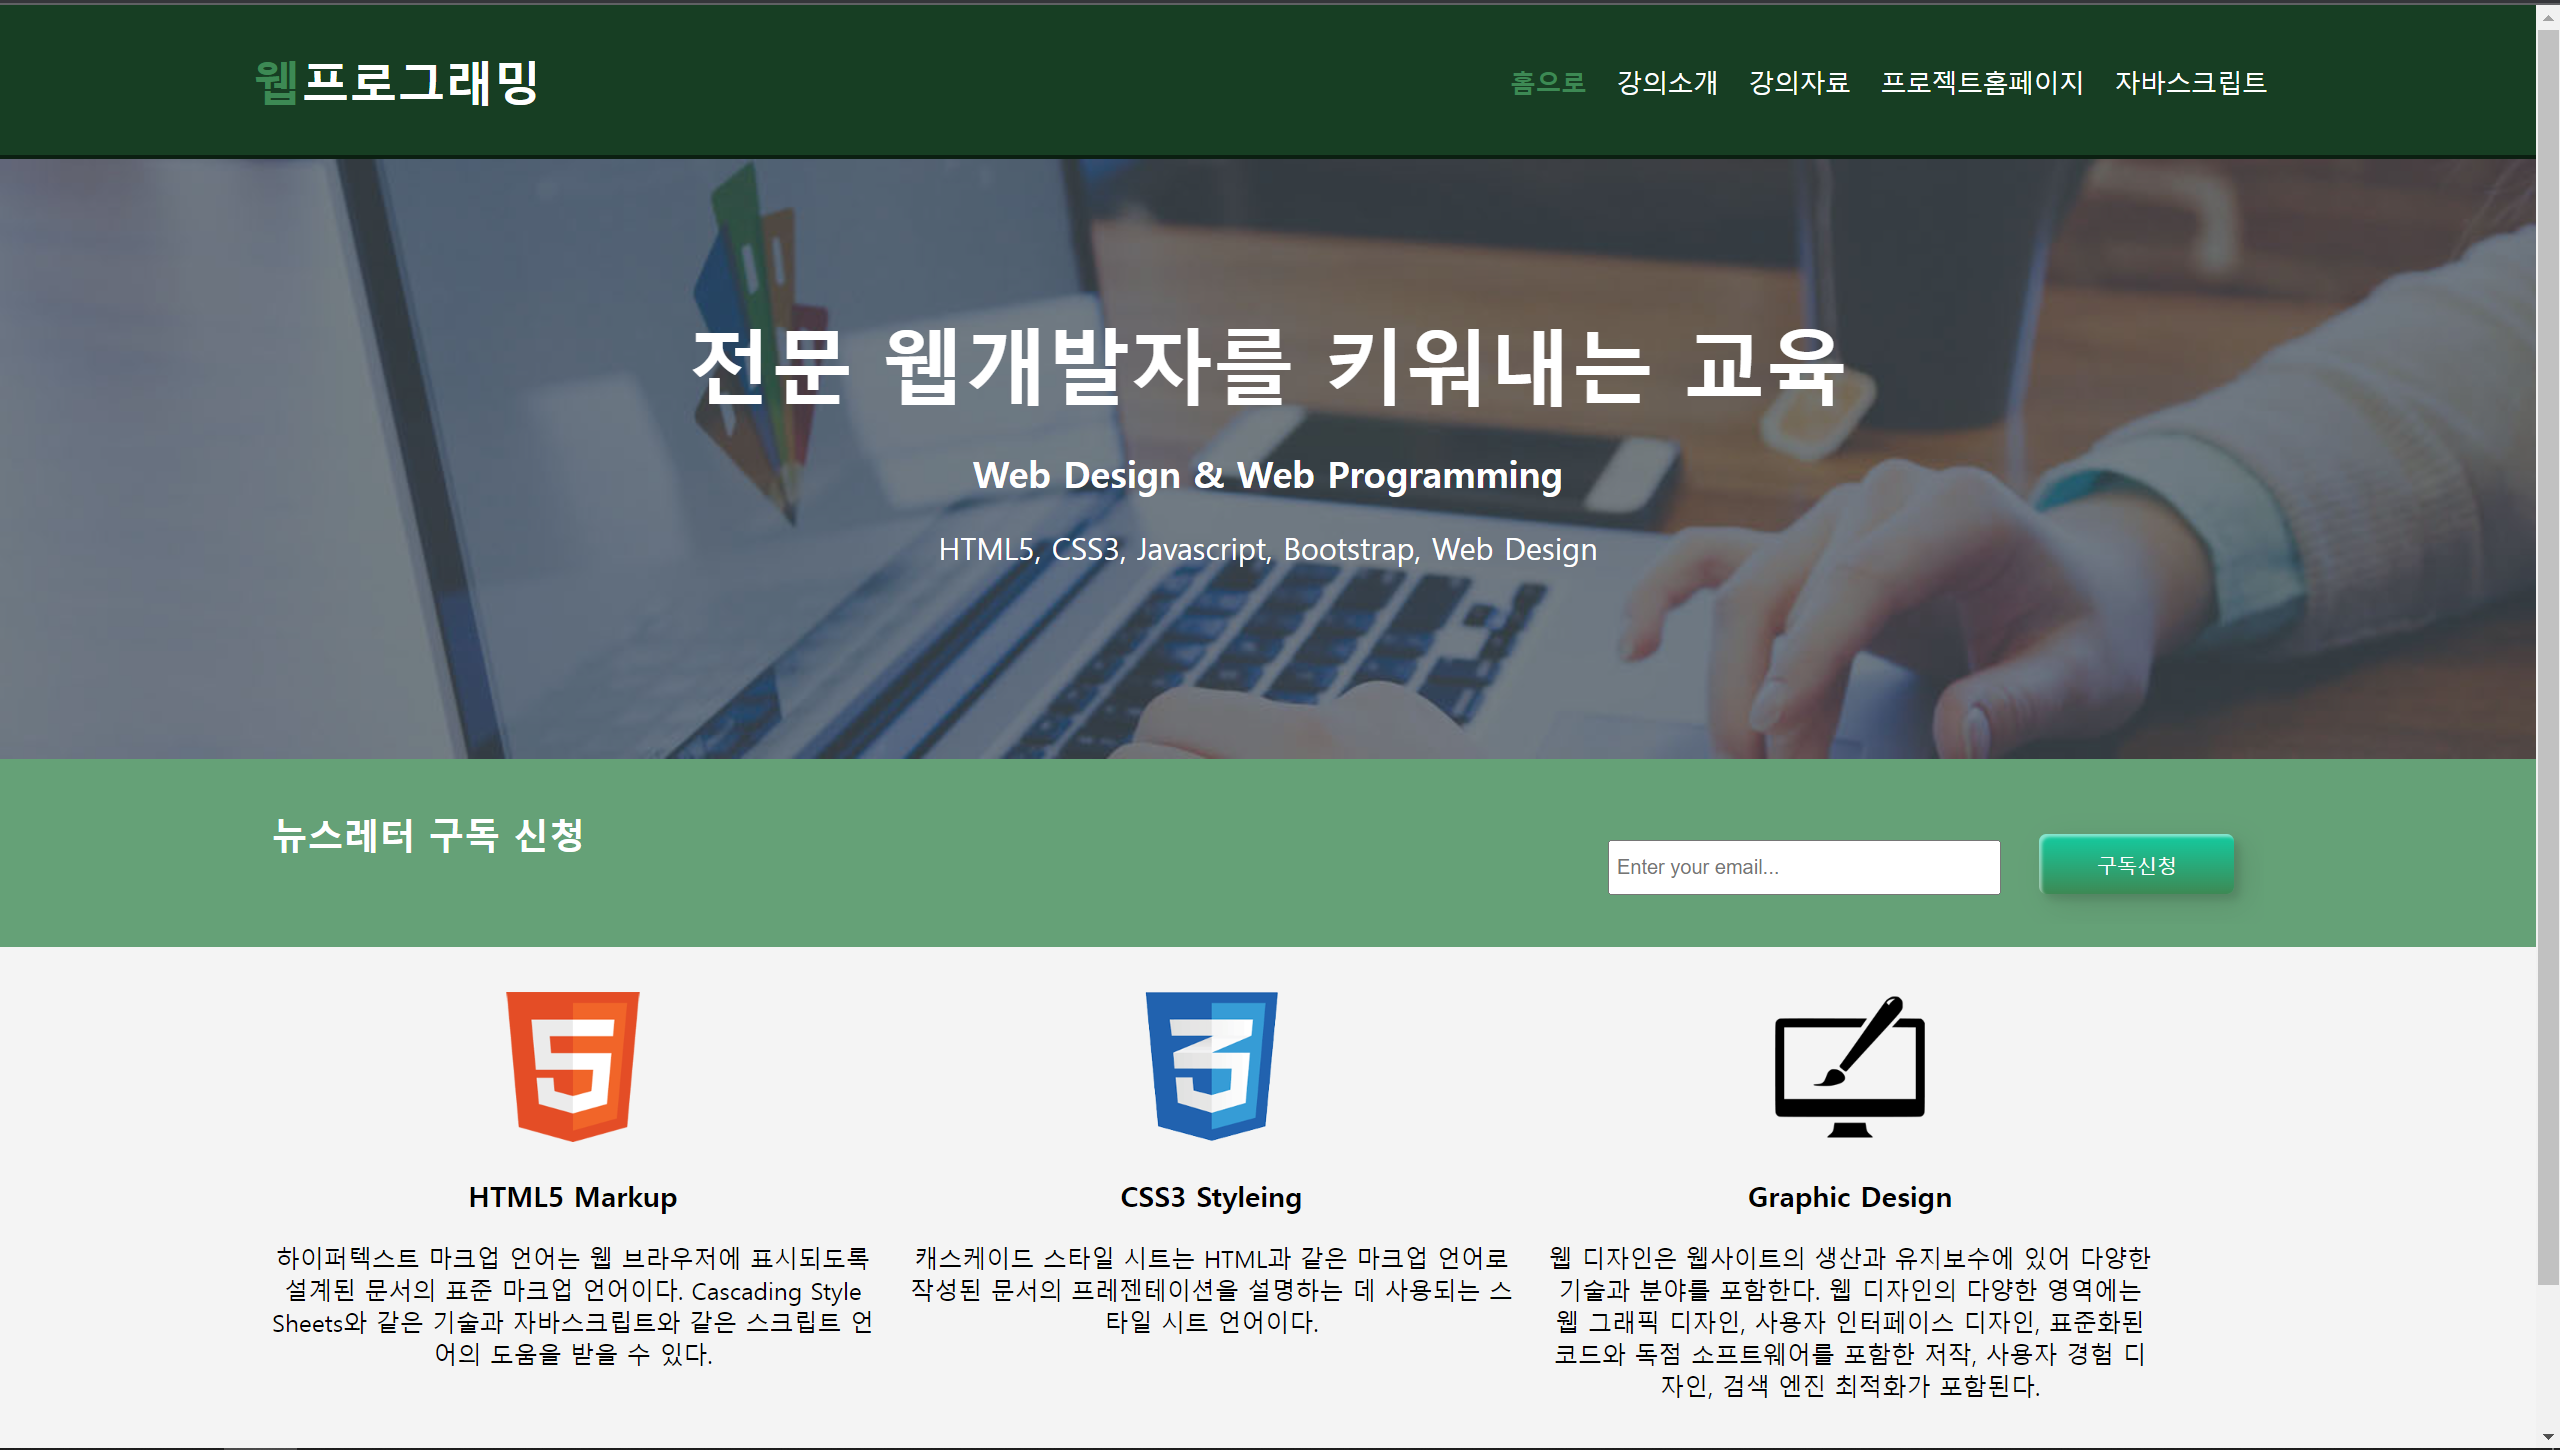 웹프로그래밍
홈으로 강의소개 강의자료 프로젝트홈페이지 자바스크립트
전문 웹개발자를 키워내는 교육
Web Design & Web Programming
HTML5, CSS3, Javascript, Bootstrap, Web Design
뉴스레터 구독 신청
Enter your email...
구독신청
HTML5 Markup
하이퍼텍스트 마크업 언어는 웹 브라우저에 표시되도록
설계된 문서의 표준 마크업 언어이다. Cascading Style
Sheets와 같은 기술과 자바스크립트와 같은 스크립트 언
어의 도움을 받을 수 있다.
CSS3 Styleing
캐스케이드 스타일 시트는 HTML과 같은 마크업 언어로
작성된 문서의 프레젠테이션을 설명하는 데 사용되는 스
타일 시트 언어이다.
Graphic Design
웹 디자인은 웹사이트의 생산과 유지보수에 있어 다양한
기술과 분야를 포함한다. 웹 디자인의 다양한 영역에는
웹 그래픽 디자인, 사용자 인터페이스 디자인, 표준화된
코드와 독점 소프트웨어를 포함한 저작, 사용자 경험 디
자인, 검색 엔진 최적화가 포함된다.